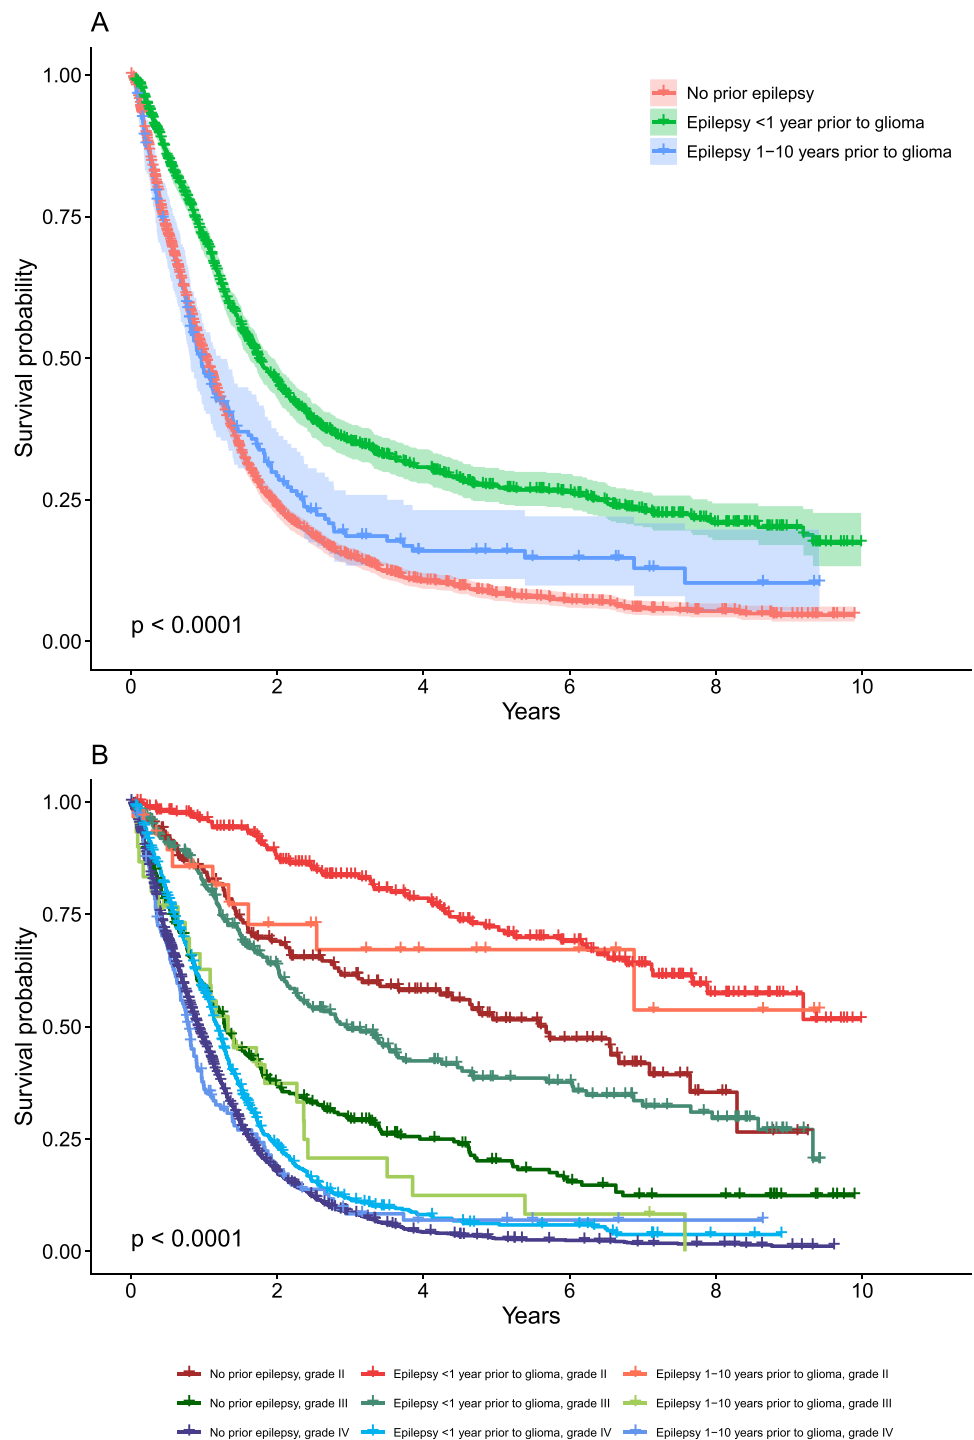 A
1.00
0.75
0.50
0.25
0.00
Survival probability
No prior epilepsy
Epilepsy <1 year prior to glioma
Epilepsy 1−10 years prior to glioma
p < 0.0001
0 2 4 6 8 10
Years
B
1.00
0.75
0.50
0.25
0.00
Survival probability
p < 0.0001
0 2 4 6 8 10
Years
No prior epilepsy, grade II Epilepsy <1 year prior to glioma, grade II Epilepsy 1−10 years prior to glioma, grade II
No prior epilepsy, grade III Epilepsy <1 year prior to glioma, grade III Epilepsy 1−10 years prior to glioma, grade III
No prior epilepsy, grade IV Epilepsy <1 year prior to glioma, grade IV Epilepsy 1−10 years prior to glioma, grade IV